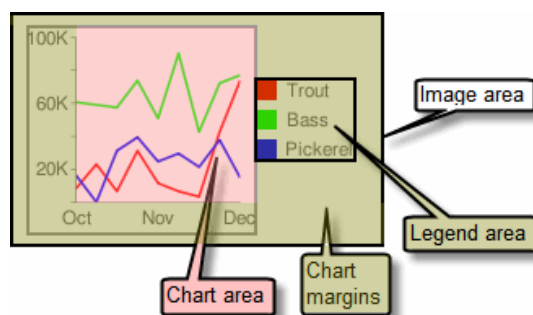 100K
60K
20K
Oct
Nov
Dec
Trout
Bass
Pickerel
Image area
Legend area
Chart area
Chart
margins